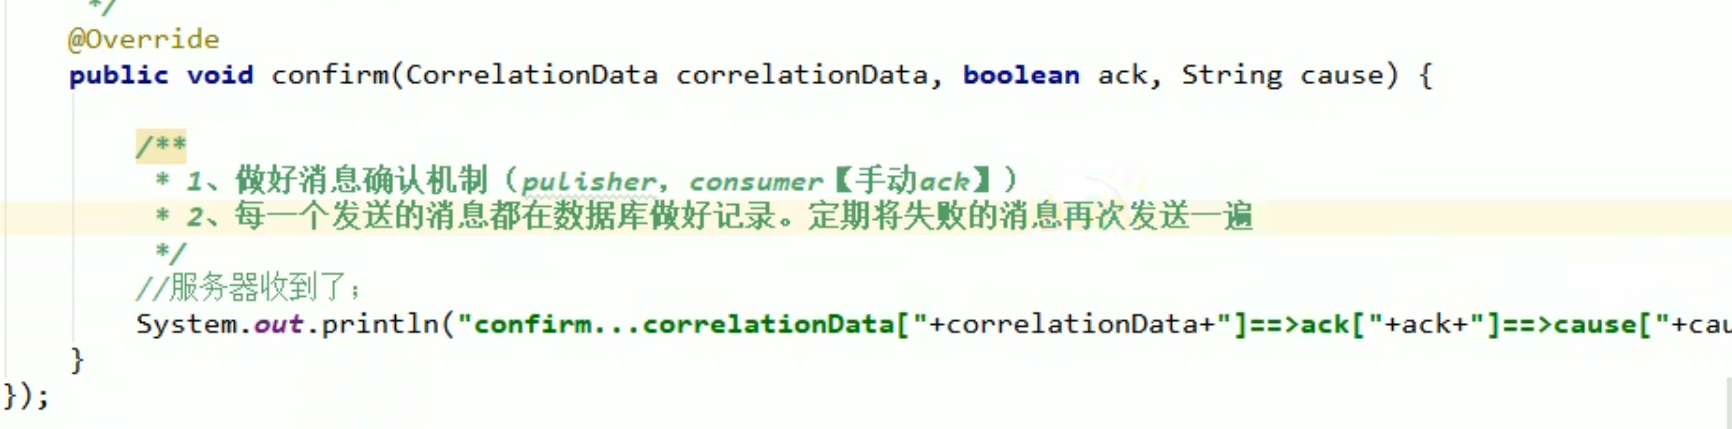 */
@Override
public void confirm(CorrelationData correlationData, boolean ack, String cause) {
/**
* 1、做好消息确认机制（pulisher，consumer【手动ack】）
* 2、每一个发送的消息都在数据库做好记录。定期将失败的消息再次发送一遍
*/
//服务器收到了；
System.out.println("confirm...correlationData["+correlationData+"]==>ack["+ack+"]==>cause["+cau
}
});